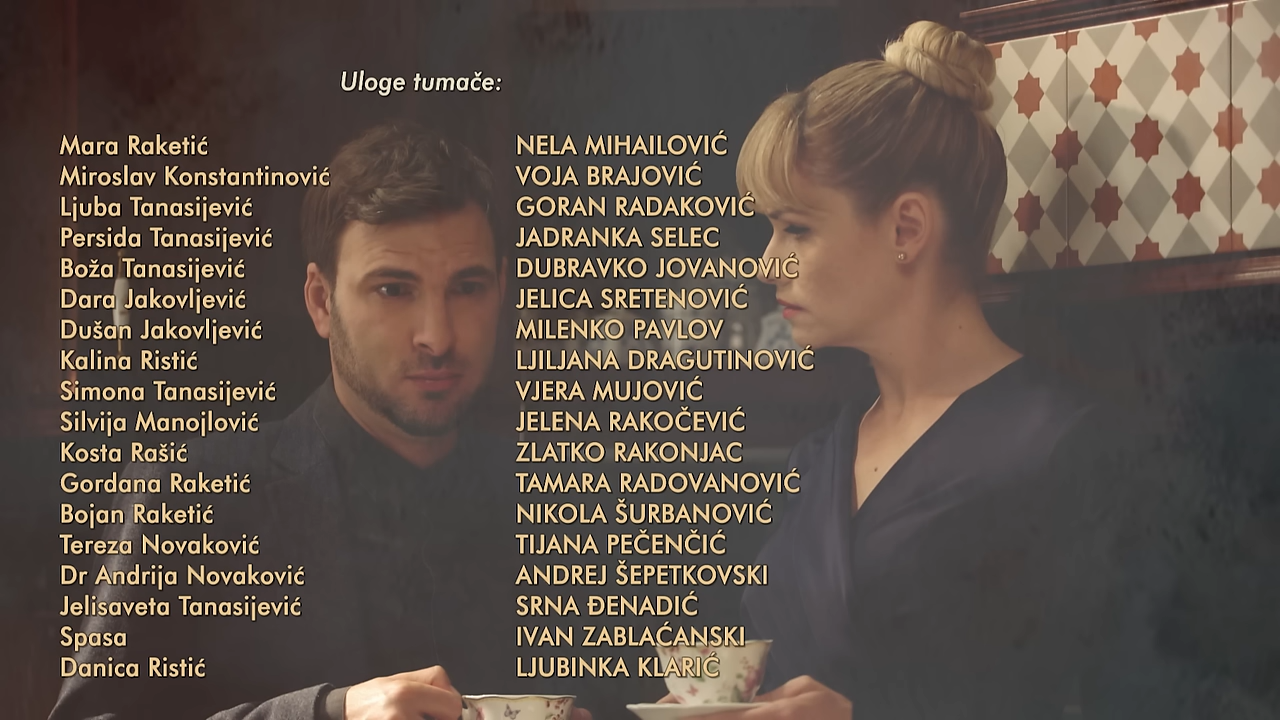 Uloge tumače:
Mara Raketić NELA MIHAILOVIĆ
Miroslav Konstantinović VOJA BRAJOVIĆ
Ljuba Tanasijević GORAN RADAKOVIĆ
Persida Tanasijević JADRANKA SELEC
Boža Tanasijević DUBRAVKO JOVANOVIĆ
Dara Jakovljević JELICA SRETENOVIĆ
Dušan Jakovljević MILENKO PAVLOV
Kalina Ristić LJILJANA DRAGUTINOVIĆ
Simona Tanasijević VJERA MUJOVIĆ
Silvija Manojlović JELENA RAKOČEVIĆ
Kosta Rašić ZLATKO RAKONJAC
Gordana Raketić TAMARA RADOVANOVIĆ
Bojan Raketić NIKOLA ŠURBANOVIĆ
Tereza Novaković TIJANA PEČENČIĆ
Dr Andrija Novaković ANDREJ ŠEPETKOVSKI
Jelisaveta Tanasijević SRNA ĐENADIĆ
Spasa IVAN ZABLAĆANSKI
Danica Ristić LJUBINKA KLARIĆ